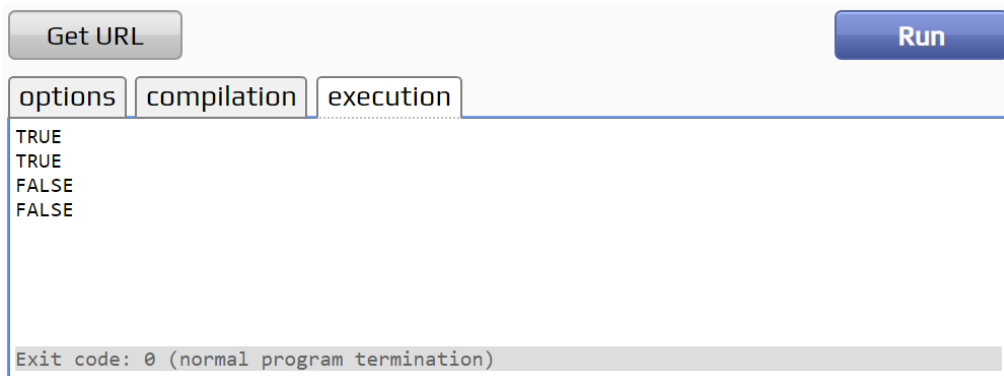 Get URL
Run
options
compilation
execution
TRUE
TRUE
FALSE
FALSE
Exit code: 0 (normal program termination)